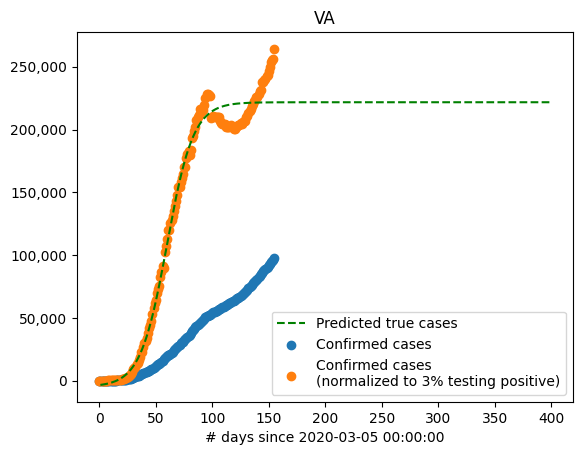 VA
250,000
200,000
150,000
100,000
50,000
0
Predicted true cases
Confirmed cases
Confirmed cases
(normalized to 3% testing positive)
0 50 100 150 200 250 300 350 400
# days since 2020-03-05 00:00:00